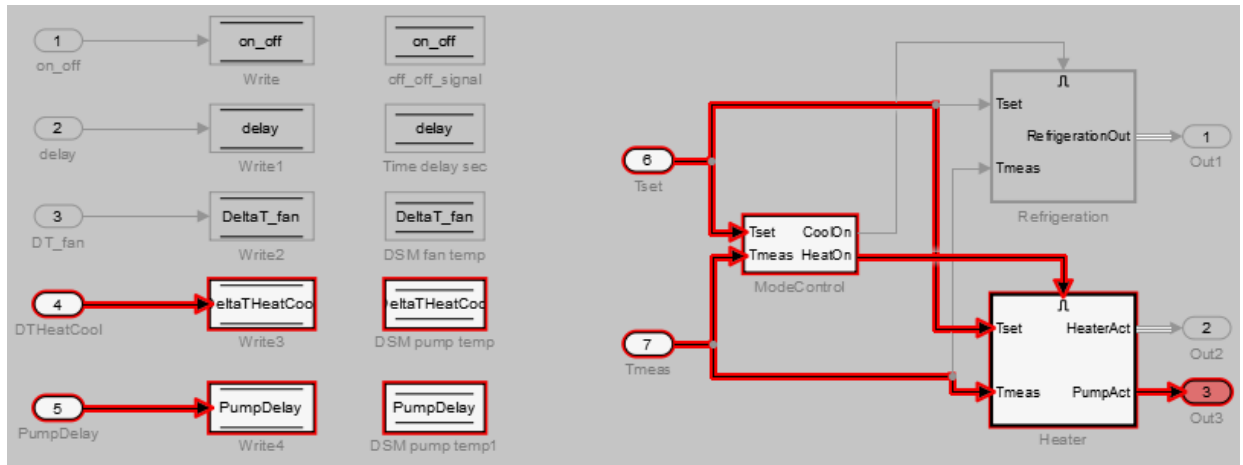 1
on_off
on_off
Write
on_off
off_off_signal
2
delay
delay
Write1
delay
Time delay sec
3
DT_fan
DeltaT_fan
Write2
DeltaT_fan
DSM fan temp
4
DTHeatCool
eltaTHeatCoo
Write3
eltaTHeatCoo
DSM pump temp
5
PumpDelay
PumpDelay
Write4
PumpDelay
DSM pump temp1
6
Tset
7
Tmeas
Tset CoolOn
Tmeas HeatOn
ModeControl
Tset
RefrigerationOut
Tmeas
Refrigeration
1
Out1
Tset HeaterAct
Tmeas PumpAct
Heater
2
Out2
3
Out3